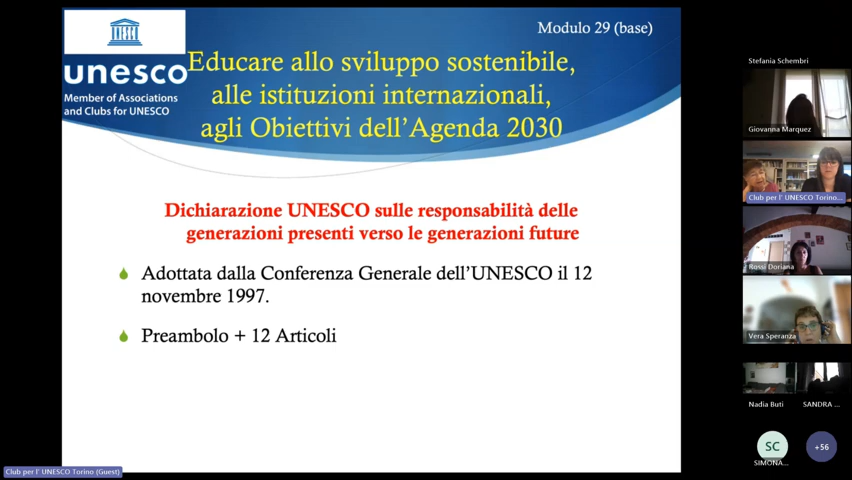 Modulo 29 (base)
UNESCO
unesco
Member of Associations
and Clubs for UNESCO
Educare allo sviluppo sostenibile,
alle istituzioni internazionali,
agli Obiettivi dell'Agenda 2030
Dichiarazione UNESCO sulle responsabilità delle
generazioni presenti verso le generazioni future
Adottata dalla Conferenza Generale dell'UNESCO il 12
novembre 1997.
Preambolo + 12 Articoli
Club per l' UNESCO Torino (Guest)
Stefania Schembri
Giovanna Marquez
Club per l' UNESCO Torino...
Rossi Doriana
Vera Speranza
Nadia Buti
SANDRA ...
SC
+56
SIMONA...